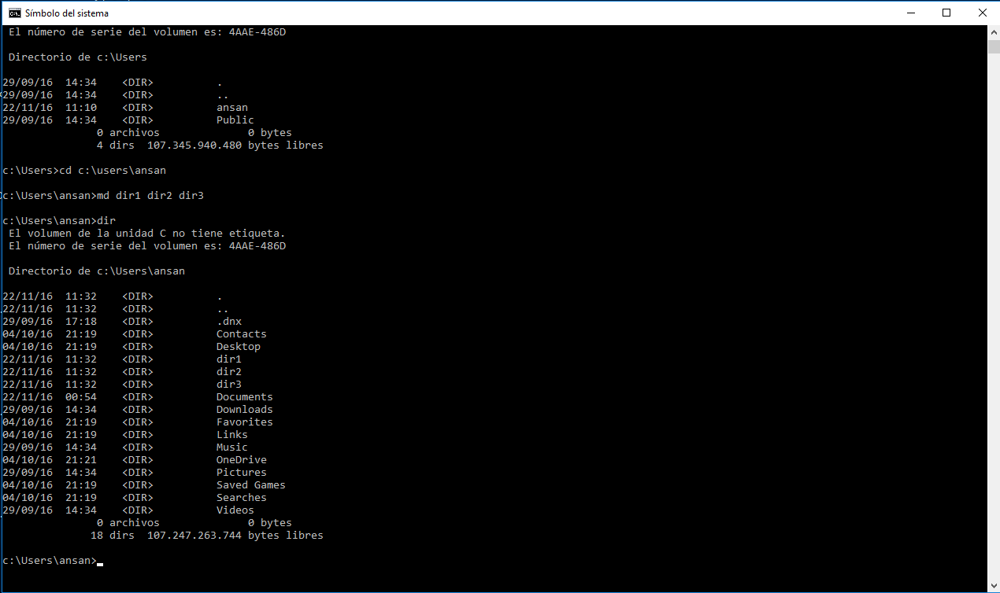 Símbolo del sistema
El número de serie del volumen es: 4AAE-486D
Directorio de c:\Users
29/09/16  14:34    <DIR>          .
29/09/16  14:34    <DIR>          ..
22/11/16  11:10    <DIR>          ansan
29/09/16  14:34    <DIR>          Public
0 archivos              0 bytes
4 dirs  107.345.940.480 bytes libres
c:\Users>cd c:\users\ansan
c:\Users\ansan>md dir1 dir2 dir3
c:\Users\ansan>dir
El volumen de la unidad C no tiene etiqueta.
El número de serie del volumen es: 4AAE-486D
Directorio de c:\Users\ansan
22/11/16  11:32    <DIR>          .
22/11/16  11:32    <DIR>          ..
29/09/16  17:18    <DIR>          .dnx
04/10/16  21:19    <DIR>          Contacts
04/10/16  21:19    <DIR>          Desktop
22/11/16  11:32    <DIR>          dir1
22/11/16  11:32    <DIR>          dir2
22/11/16  11:32    <DIR>          dir3
22/11/16  00:54    <DIR>          Documents
29/09/16  14:34    <DIR>          Downloads
04/10/16  21:19    <DIR>          Favorites
04/10/16  21:19    <DIR>          Links
29/09/16  14:34    <DIR>          Music
04/10/16  21:21    <DIR>          OneDrive
29/09/16  14:34    <DIR>          Pictures
04/10/16  21:19    <DIR>          Saved Games
04/10/16  21:19    <DIR>          Searches
29/09/16  14:34    <DIR>          Videos
0 archivos              0 bytes
18 dirs  107.247.263.744 bytes libres
c:\Users\ansan>